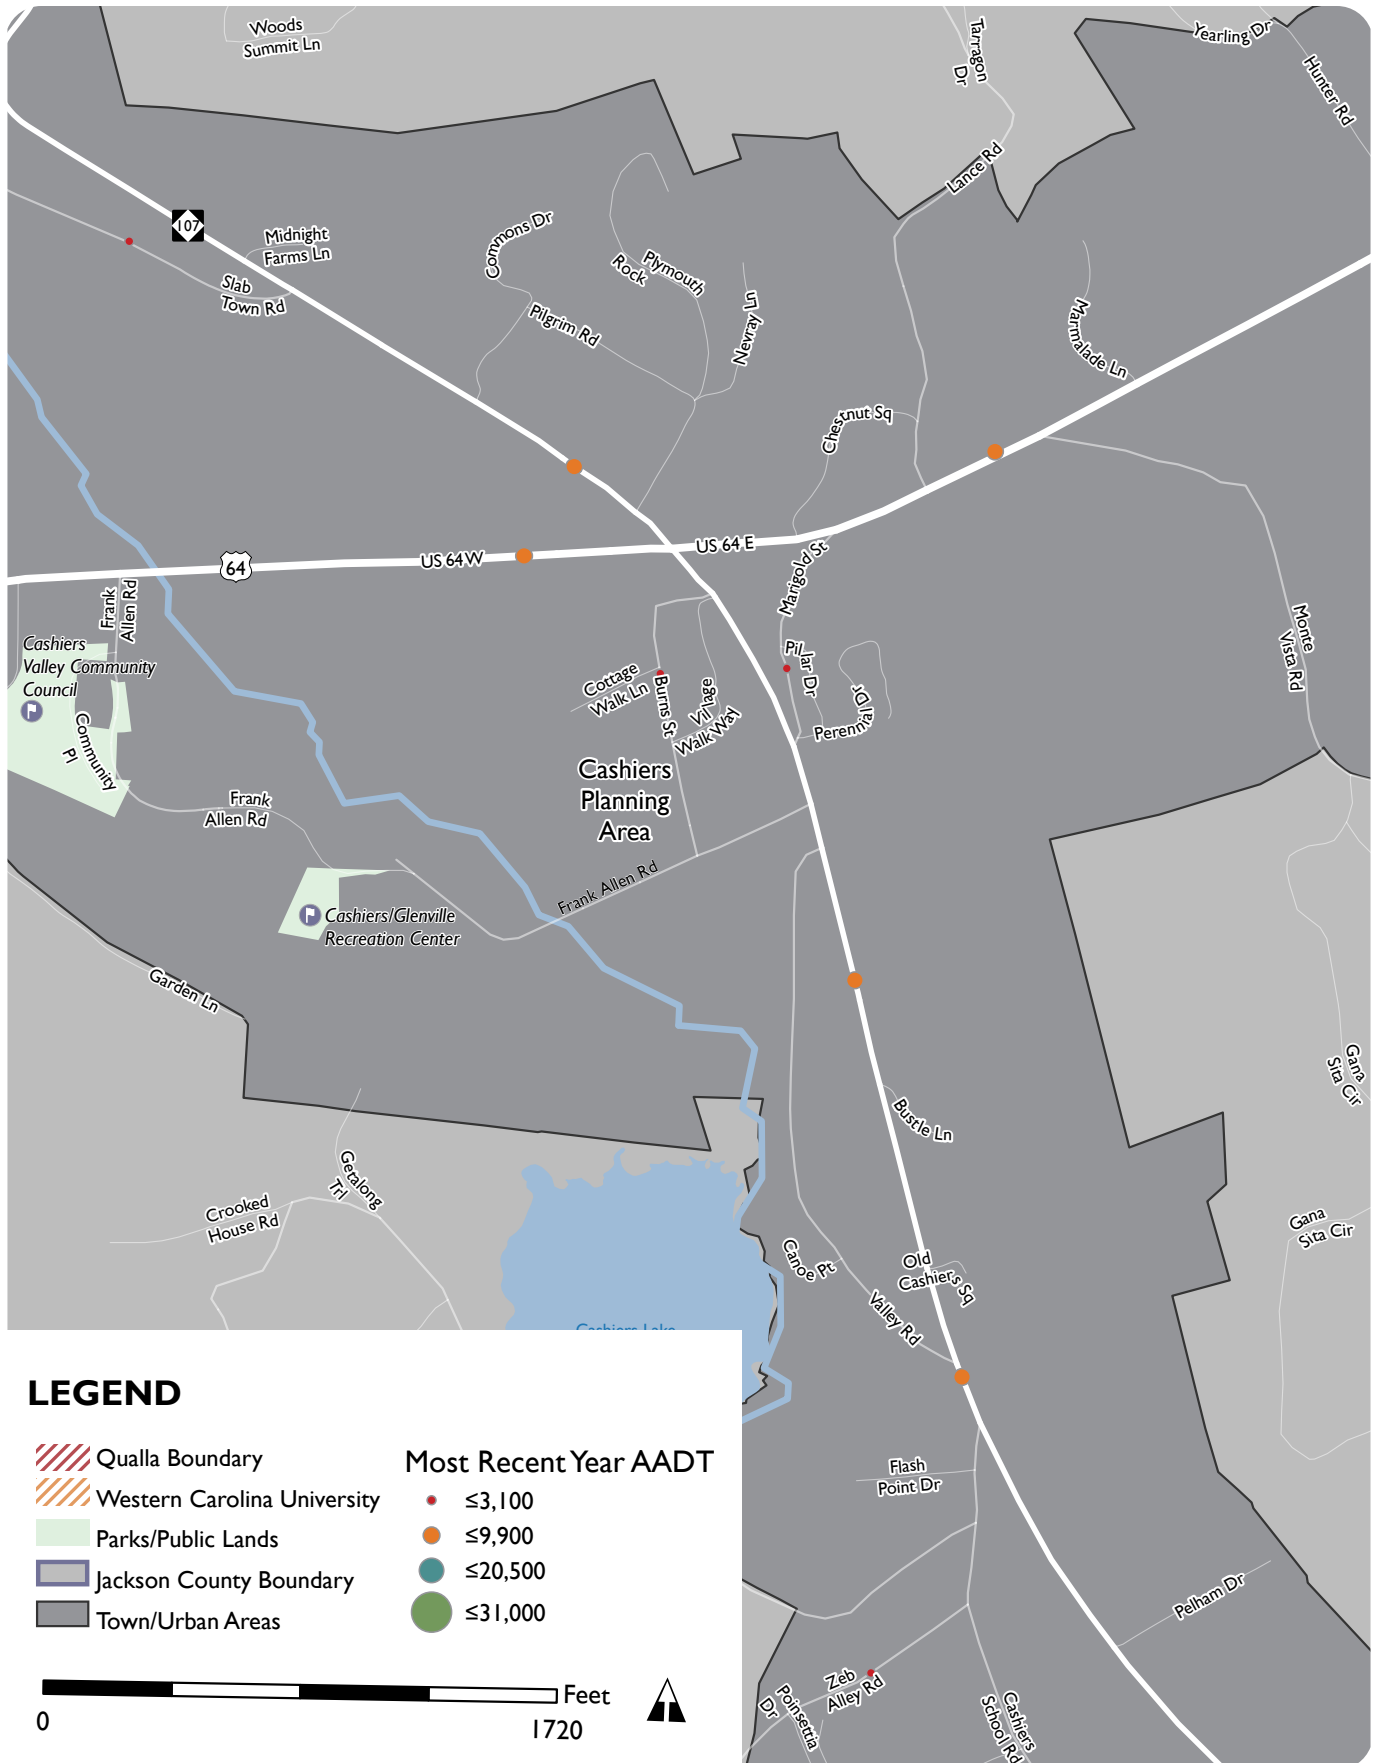 Woods
Summit Ln
Tarragon
Dr
Yearling Dr
Hunter Rd
Lance Rd
107
Midnight
Farms Ln
Slab
Town Rd
Commons Dr
Plymouth
Rock
Pilgrim Rd
Nevray Ln
Marmalade Ln
Chestnut Sq
US 64 W
US 64 E
64
Marigold St
Frank
Allen Rd
Cashiers
Valley Community
Council
Community
Pl
Cottage
Walk Ln
Burns St
Village
Walk Way
Pillar Dr
Perennial Dr
Monte
Vista Rd
Cashiers
Planning
Area
Frank
Allen Rd
Frank Allen Rd
Cashiers/Glenville
Recreation Center
Garden Ln
Gana
Sita Cir
Bustle Ln
Getalong
Trl
Crooked
House Rd
Gana
Sita Cir
Canoe Pt
Old
Cashiers Sq
Valley Rd
Cashiers Lake
Flash
Point Dr
Pelham Dr
Zeb
Alley Rd
Poinsettia
Dr
Cashiers
School Rd
LEGEND
Qualla Boundary
Western Carolina University
Parks/Public Lands
Jackson County Boundary
Town/Urban Areas
Most Recent Year AADT
≤3,100
≤9,900
≤20,500
≤31,000
Feet
0
1720